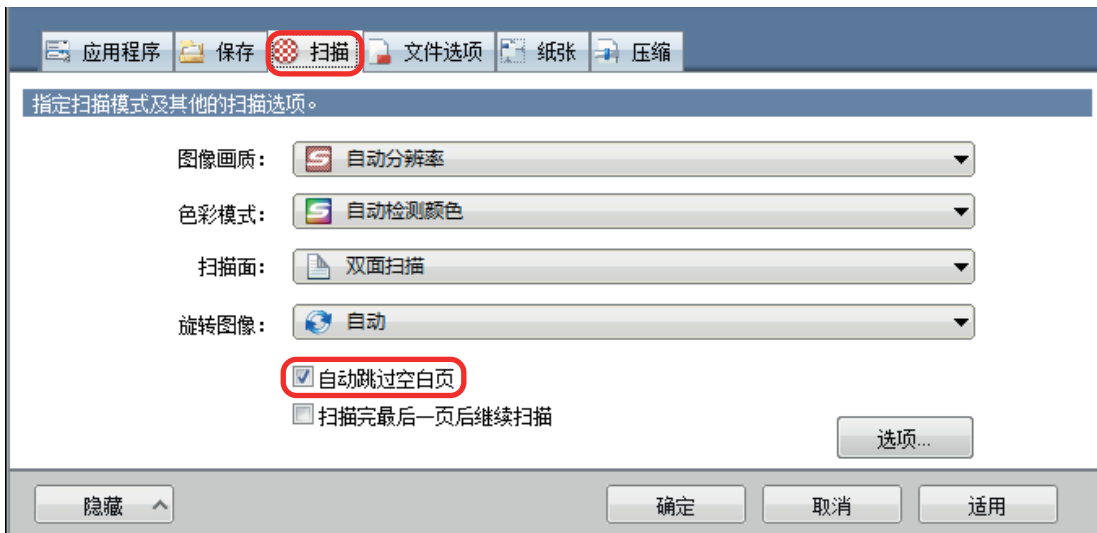 应用程序 保存 扫描 文件选项 纸张 压缩
指定扫描模式及其他的扫描选项。
图像画质： 自动分辨率
色彩模式： 自动检测颜色
扫描面： 双面扫描
旋转图像： 自动
自动跳过空白页
扫描完最后一页后继续扫描
选项...
隐藏 确定 取消 适用